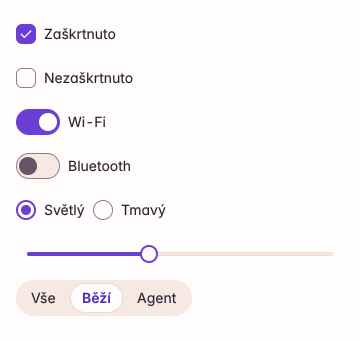 Zaškrtnuto
Nezaškrtnuto
Wi-Fi
Bluetooth
Světlý Tmavý
Vše Běží Agent